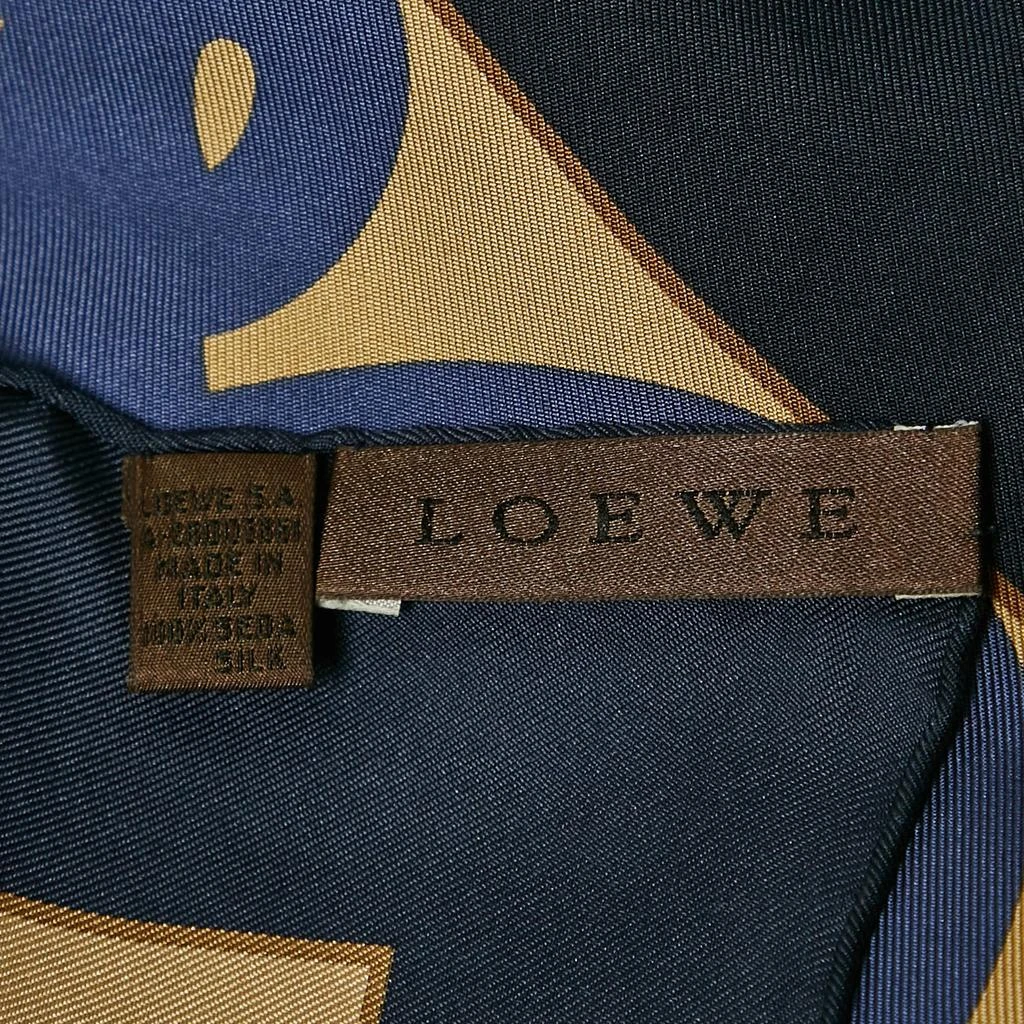 LOEWE S.A
MADE IN
ITALY
100% SEDA
SILK
LOEWE